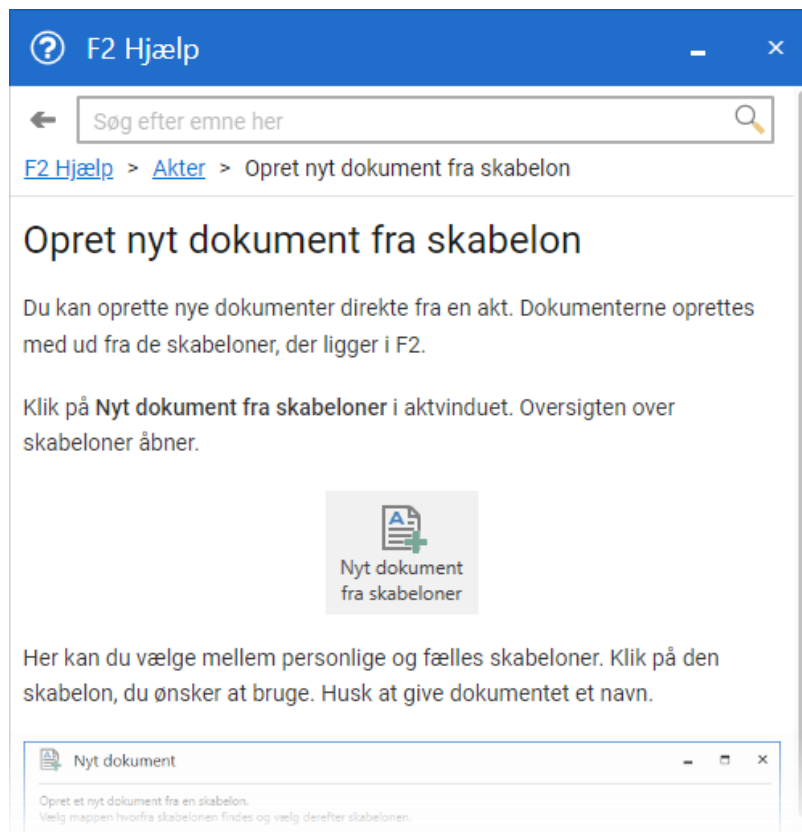 F2 Hjælp
Søg efter emne her
F2 Hjælp > Akter > Opret nyt dokument fra skabelon
Opret nyt dokument fra skabelon
Du kan oprette nye dokumenter direkte fra en akt. Dokumenterne oprettes
med ud fra de skabeloner, der ligger i F2.
Klik på Nyt dokument fra skabeloner i aktvinduet. Oversigten over
skabeloner åbner.
Nyt dokument
fra skabeloner
Her kan du vælge mellem personlige og fælles skabeloner. Klik på den
skabelon, du ønsker at bruge. Husk at give dokumentet et navn.
Nyt dokument
Opret et nyt dokument fra en skabelon.
Vælg mappen hvorfra skabelonen findes og vælg derefter skabelonen.